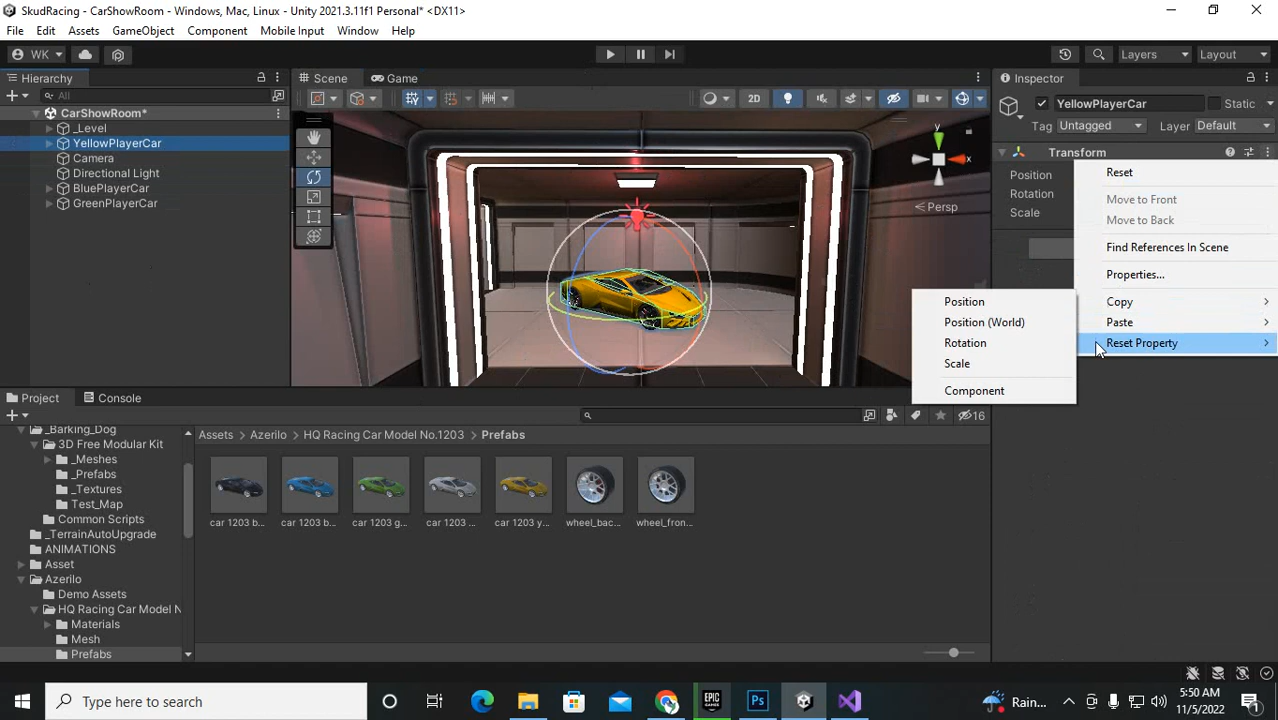 SkudRacing - CarShowRoom - Windows, Mac, Linux - Unity 2021.3.11f1 Personal* <DX11>
File Edit Assets GameObject Component Mobile Input Window Help
WK Layers Layout
Hierarchy Scene Game Inspector
All 2D YellowPlayerCar Static
CarShowRoom* Tag Untagged Layer Default
_Level
YellowPlayerCar y x Transform
Camera
Directional Light Position Reset
BluePlayerCar Rotation Move to Front
GreenPlayerCar Persp Scale Move to Back
Find References In Scene
Properties...
Position Copy
Position (World) Paste
Rotation Reset Property
Scale
Component
Project Console
16
_Barking_Dog Assets Azerilo HQ Racing Car Model No.1203 Prefabs
3D Free Modular Kit
_Meshes
_Prefabs
_Textures
Test_Map
Common Scripts car 1203 b... car 1203 b... car 1203 g... car 1203 ... car 1203 y... wheel_bac... wheel_fron...
_TerrainAutoUpgrade
ANIMATIONS
Asset
Azerilo
Demo Assets
HQ Racing Car Model N
Materials
Mesh
Prefabs
Type here to search EPIC GAMES Ps Rain... 5:50 AM
11/5/2022 1